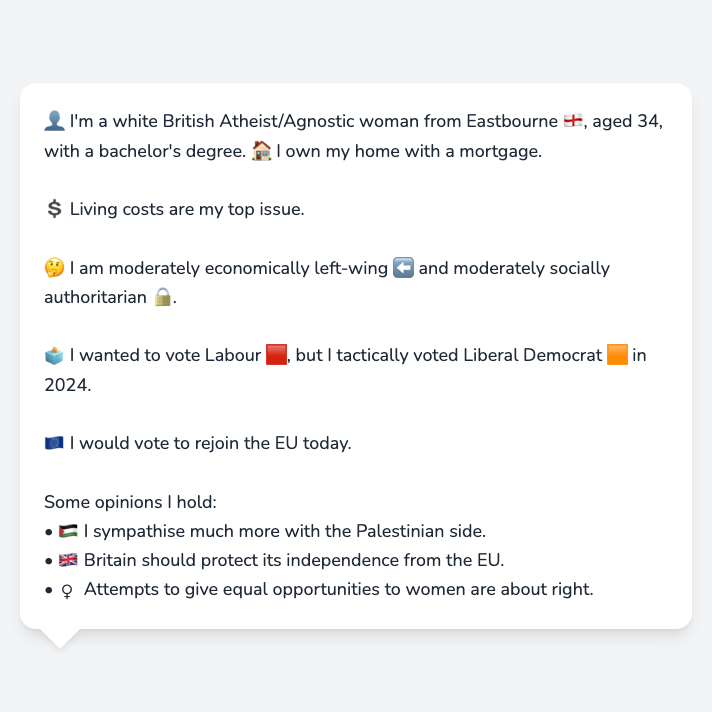 👤 I'm a white British Atheist/Agnostic woman from Eastbourne 🏴󠁧󠁢󠁥󠁮󠁧󠁿, aged 34,
with a bachelor's degree. 🏠 I own my home with a mortgage.
💲 Living costs are my top issue.
🤔 I am moderately economically left-wing ⬅️ and moderately socially
authoritarian 🔒.
🗳️ I wanted to vote Labour 🟥, but I tactically voted Liberal Democrat 🟧 in
2024.
🇪🇺 I would vote to rejoin the EU today.
Some opinions I hold:
• 🇵🇸 I sympathise much more with the Palestinian side.
• 🇬🇧 Britain should protect its independence from the EU.
• ♀ Attempts to give equal opportunities to women are about right.